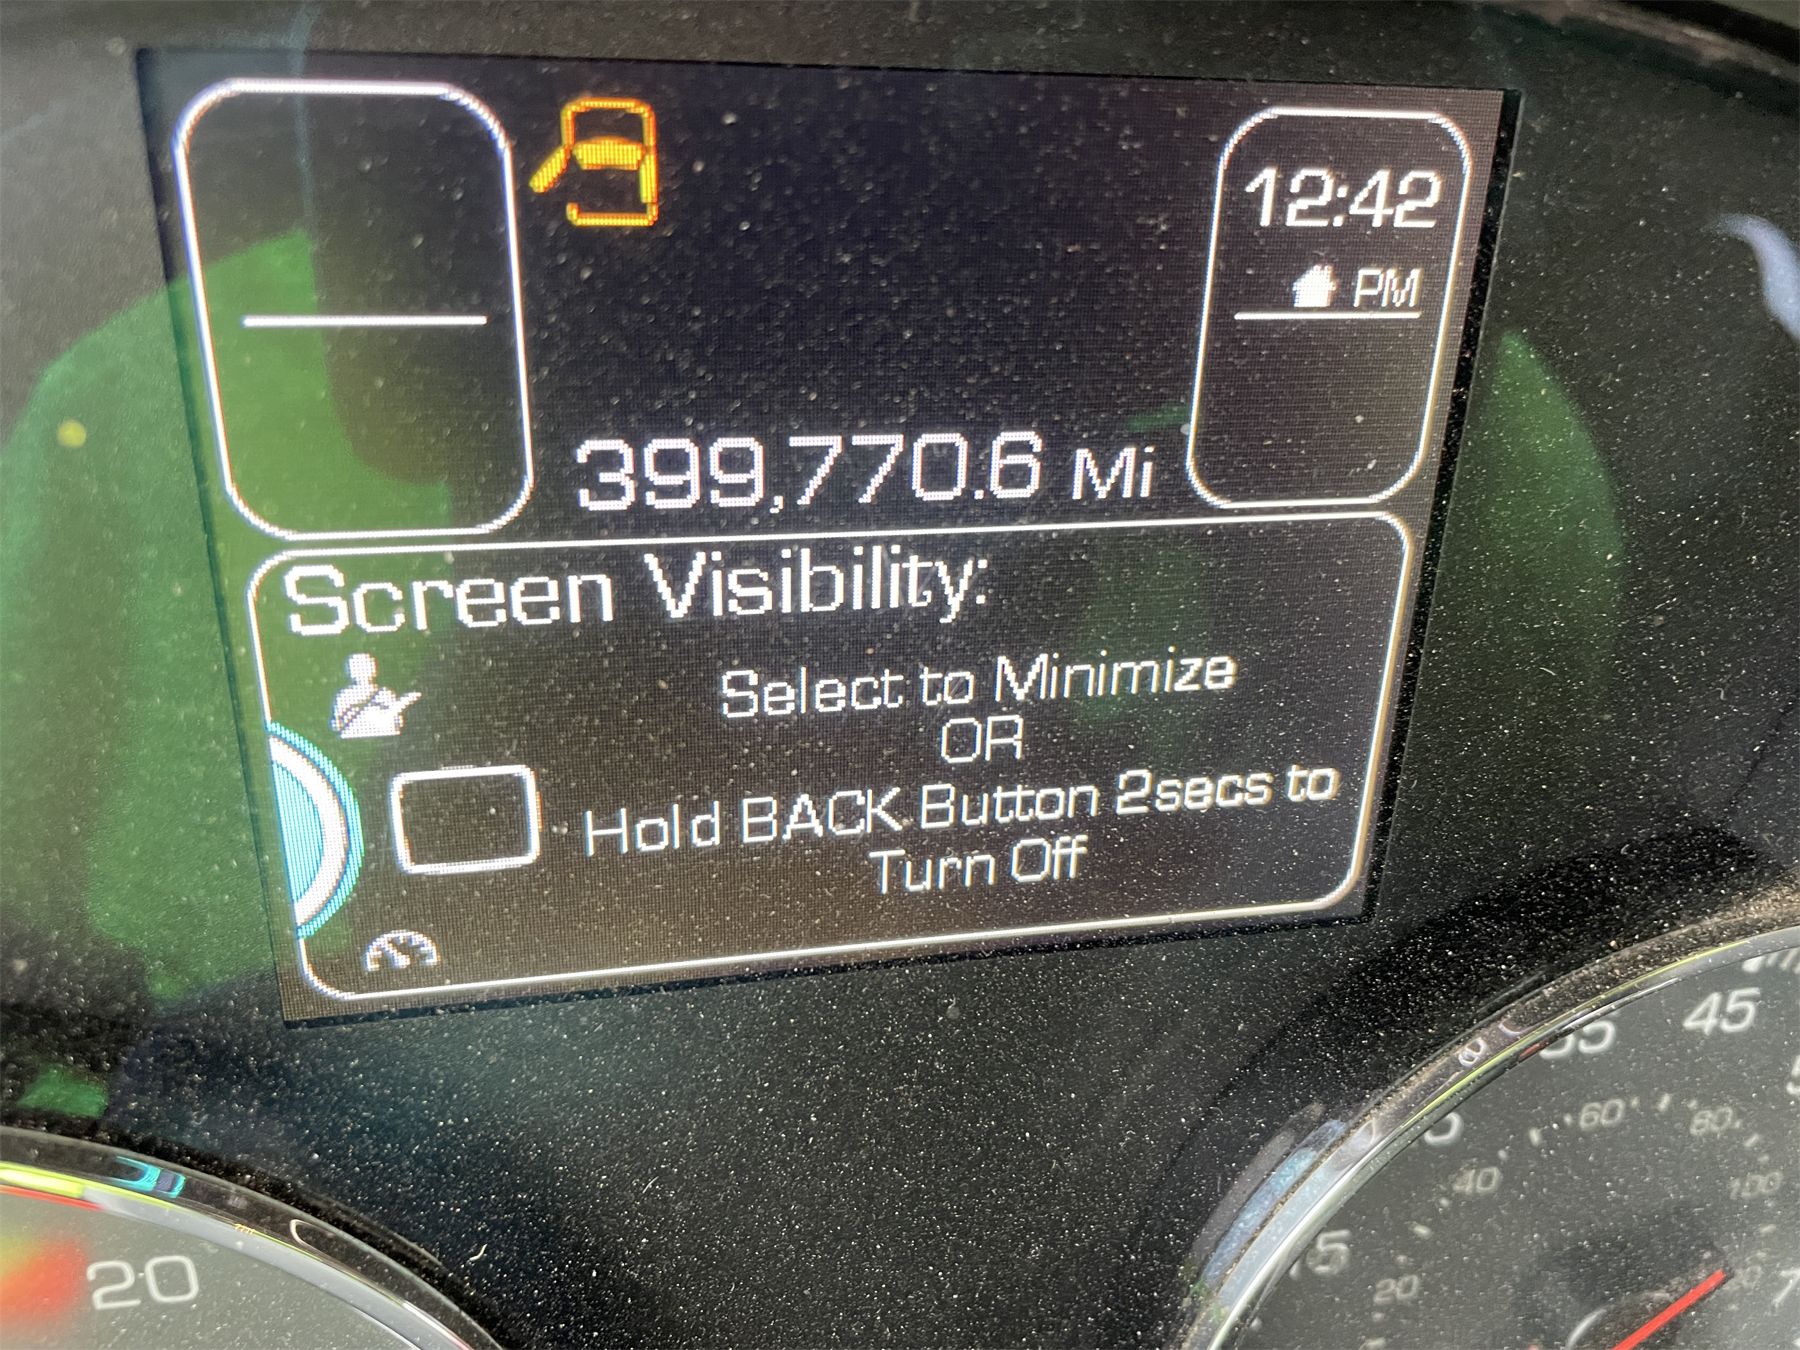 12:42
PM
399,770.6 Mi
Screen Visibility:
Select to Minimize
OR
Hold BACK Button 2secs to
Turn Off
45
60
80
40
100
20
20